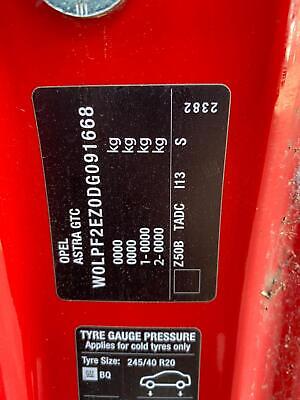 OPEL
ASTRA GTC
W0LPF2EZ0DG091668
0000 kg
0000 kg
1- 0000 kg
2- 0000 kg
Z50B TADC I13 S
2382
TYRE GAUGE PRESSURE
Applies for cold tyres only
Tyre Size: 245/40 R20
GM BQ